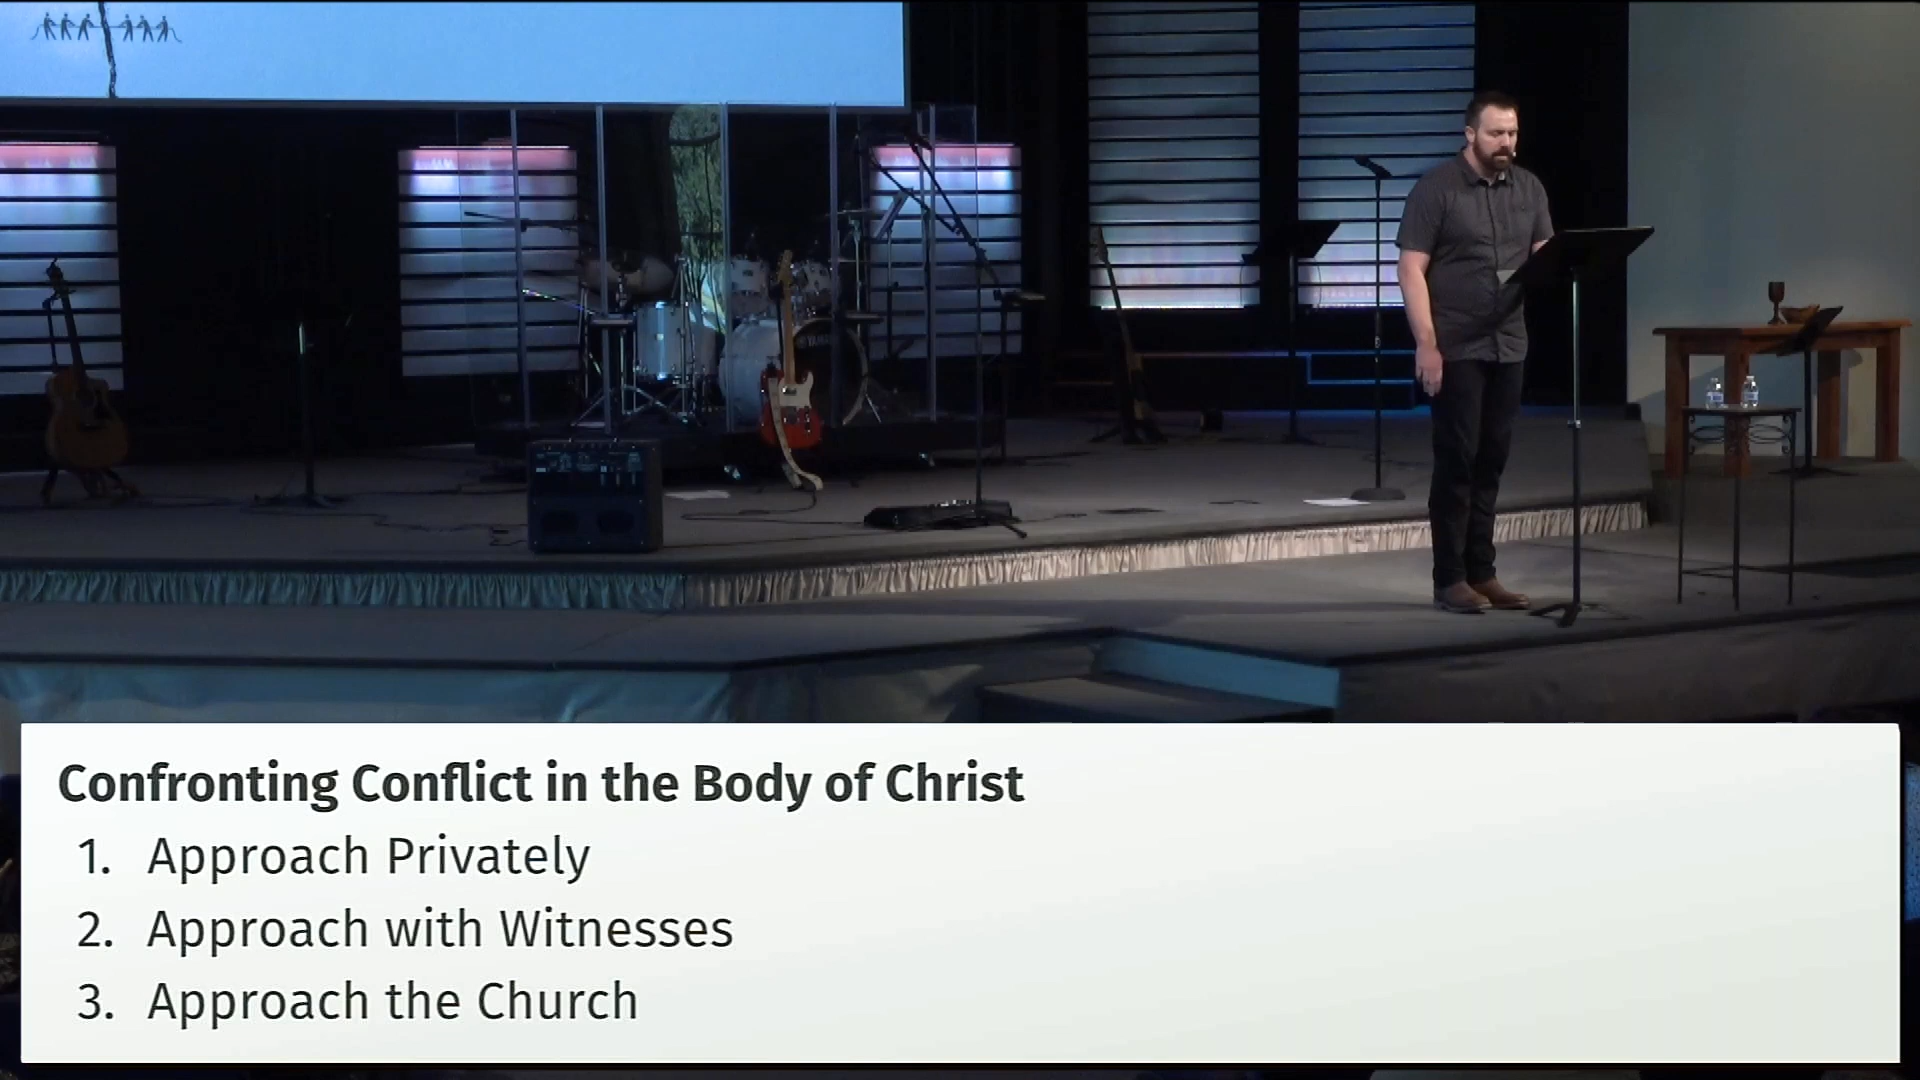 Confronting Conflict in the Body of Christ
1. Approach Privately
2. Approach with Witnesses
3. Approach the Church